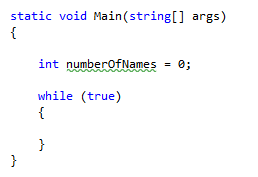 static void Main(string[] args)
{
int numberOfNames = 0;
while (true)
{
}
}